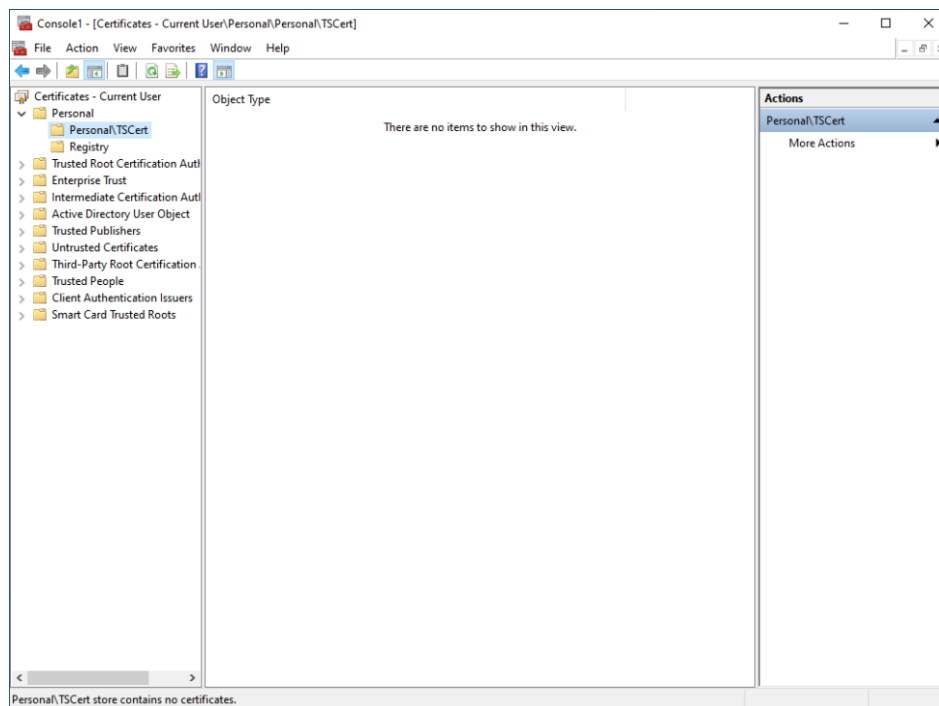 Console1 - [Certificates - Current User\Personal\Personal\TSCert]
File Action View Favorites Window Help
Certificates - Current User
Personal
Personal\TSCert
Registry
Trusted Root Certification Auth
Enterprise Trust
Intermediate Certification Auth
Active Directory User Object
Trusted Publishers
Untrusted Certificates
Third-Party Root Certification
Trusted People
Client Authentication Issuers
Smart Card Trusted Roots
Object Type
There are no items to show in this view.
Actions
Personal\TSCert
More Actions
Personal\TSCert store contains no certificates.